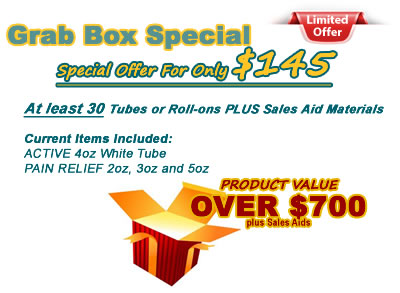 Limited
Offer
Grab Box Special
Special Offer For Only $145
At least 30 Tubes or Roll-ons PLUS Sales Aid Materials
Current Items Included:
ACTIVE 4oz White Tube
PAIN RELIEF 2oz, 3oz and 5oz
PRODUCT VALUE
OVER $700
plus Sales Aids